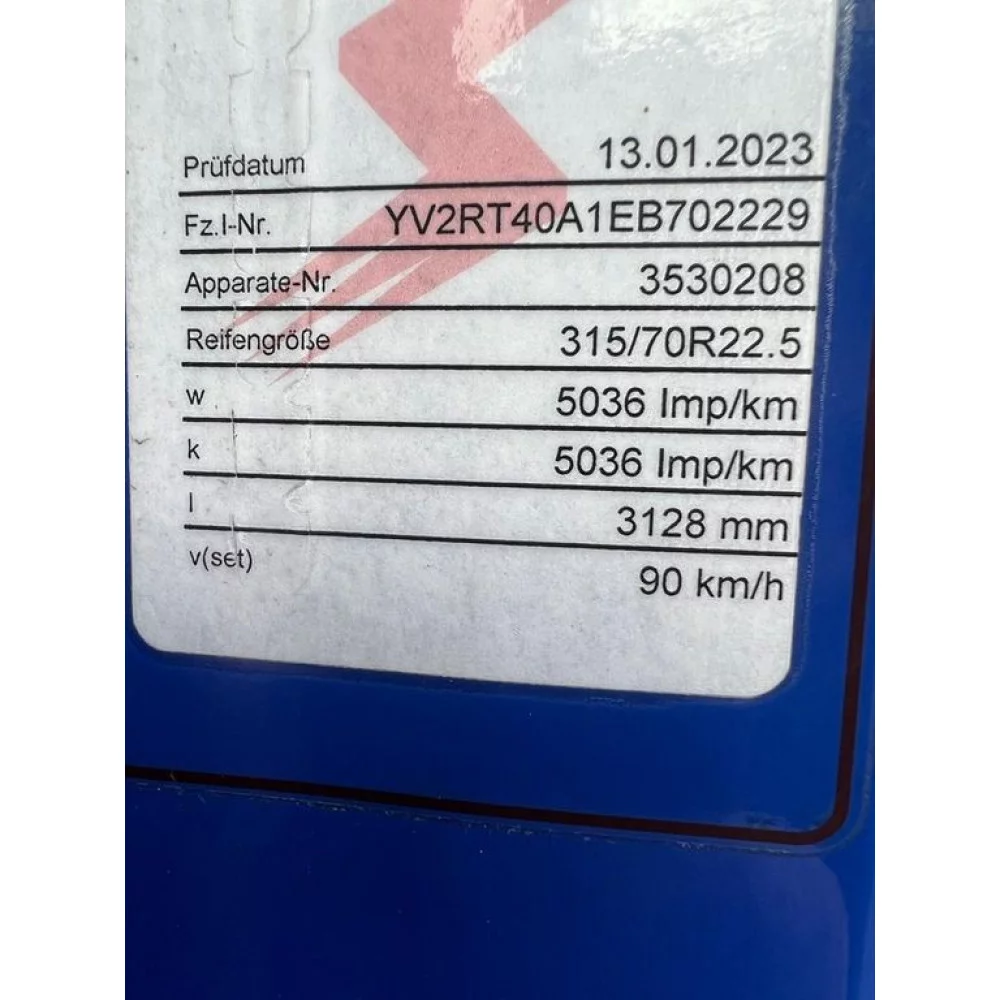 Prüfdatum 13.01.2023
Fz.I-Nr. YV2RT40A1EB702229
Apparate-Nr. 3530208
Reifengröße 315/70R22.5
w 5036 Imp/km
k 5036 Imp/km
l 3128 mm
v(set) 90 km/h